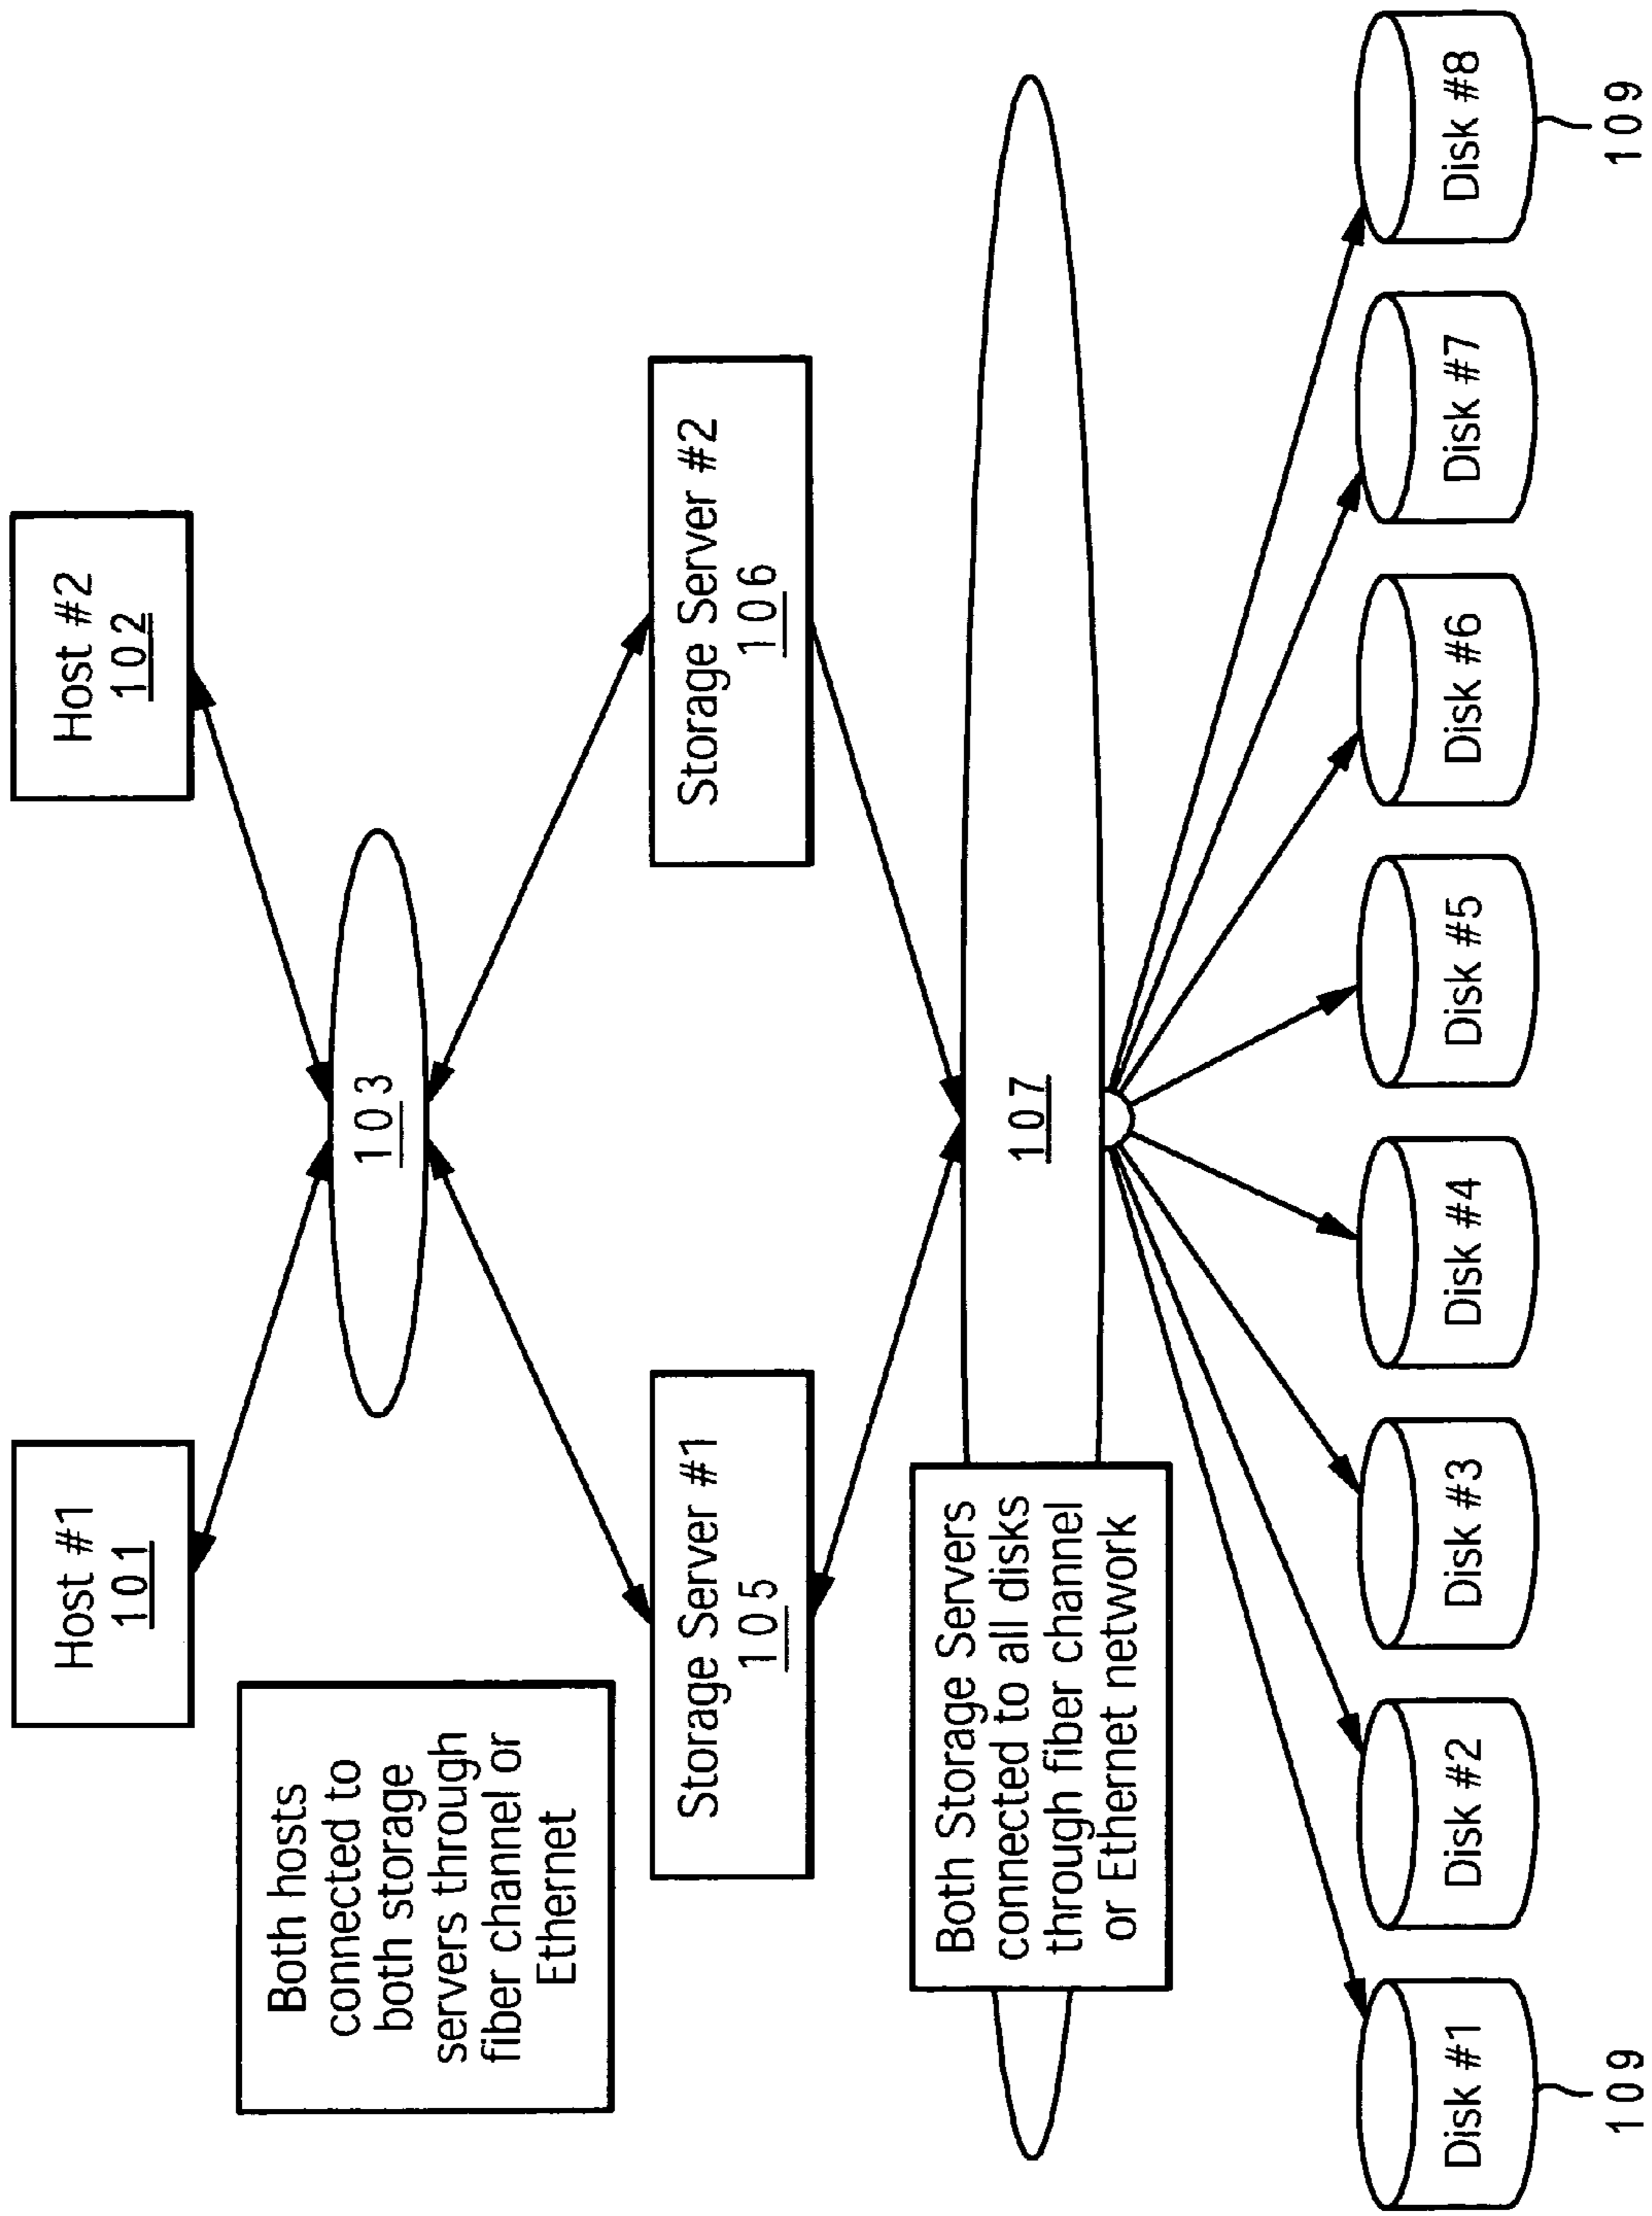 Host #1
101
Host #2
102
Both hosts
connected to
both storage
servers through
fiber channel or
Ethernet
103
Storage Server #1
105
Storage Server #2
106
Both Storage Servers
connected to all disks
through fiber channel
or Ethernet network
107
Disk #1
Disk #2
Disk #3
Disk #4
Disk #5
Disk #6
Disk #7
Disk #8
109
109